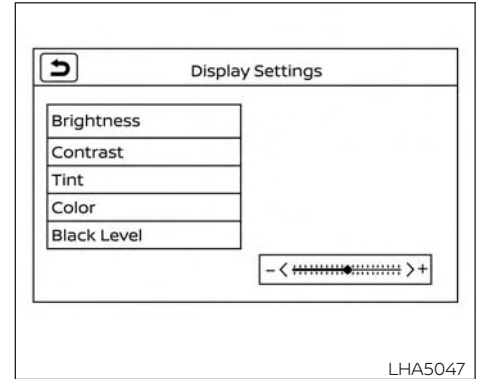 Display Settings
Brightness
Contrast
Tint
Color
Black Level
- < > +
LHA5047